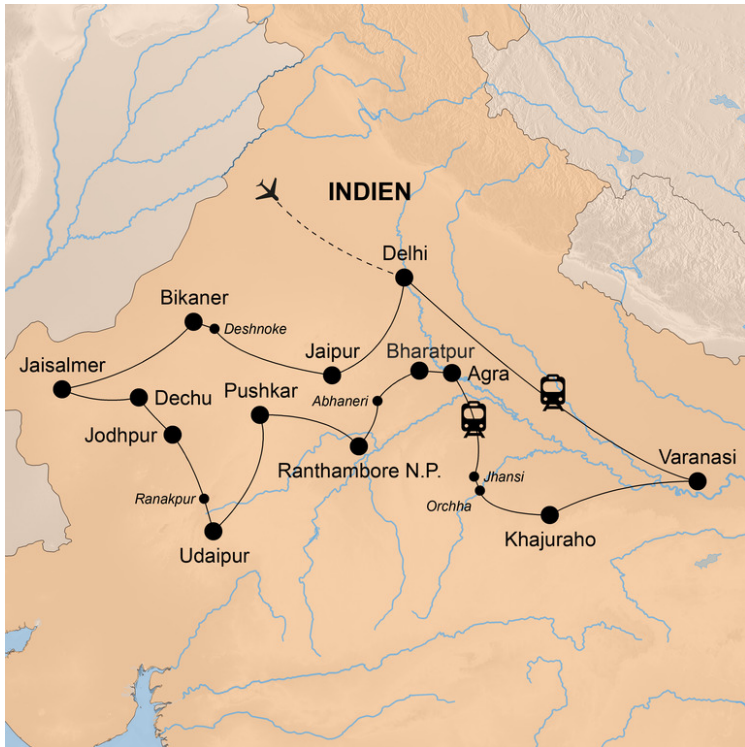 INDIEN
Delhi
Bikaner
Deshnoke
Jaipur
Bharatpur
Jaisalmer
Agra
Pushkar
Abhaneri
Dechu
Jodhpur
Ranthambore N.P.
Varanasi
Jhansi
Ranakpur
Orchha
Udaipur
Khajuraho